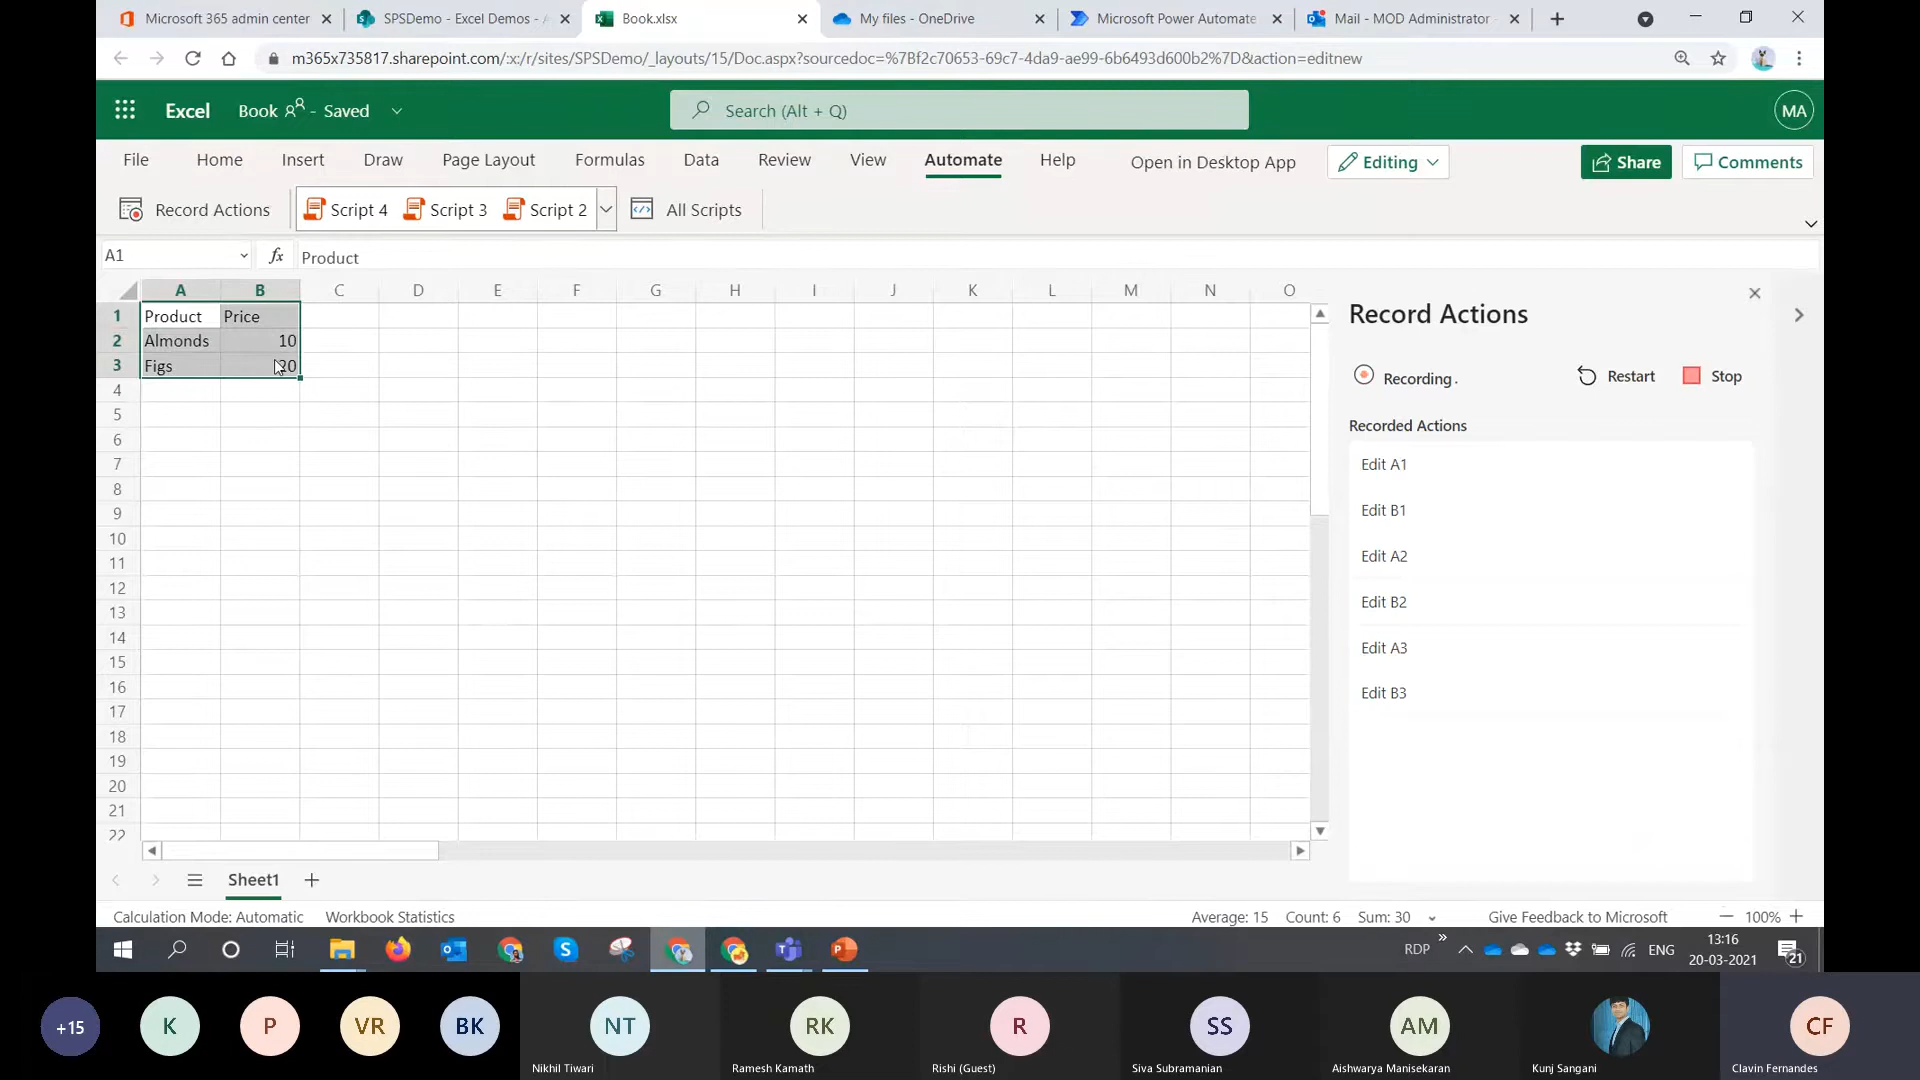 Microsoft 365 admin center
SPSDemo - Excel Demos -
Book.xlsx
My files - OneDrive
Microsoft Power Automate
Mail - MOD Administrator
m365x735817.sharepoint.com/:x:/r/sites/SPSDemo/_layouts/15/Doc.aspx?sourcedoc=%7Bf2c70653-69c7-4da9-ae99-6b6493d600b2%7D&action=editnew
Excel
Book - Saved
Search (Alt + Q)
MA
File
Home
Insert
Draw
Page Layout
Formulas
Data
Review
View
Automate
Help
Open in Desktop App
Editing
Share
Comments
Record Actions
Script 4
Script 3
Script 2
All Scripts
A1
fx
Product
A B C D E F G H I J K L M N O
1 Product Price
2 Almonds 10
3 Figs 20
4
5
6
7
8
9
10
11
12
13
14
15
16
17
18
19
20
21
22
Record Actions
Recording.
Restart
Stop
Recorded Actions
Edit A1
Edit B1
Edit A2
Edit B2
Edit A3
Edit B3
Sheet1
Calculation Mode: Automatic
Workbook Statistics
Average: 15
Count: 6
Sum: 30
Give Feedback to Microsoft
100%
RDP
ENG
13:16
20-03-2021
21
+15
K
P
VR
BK
NT
RK
R
SS
AM
CF
Nikhil Tiwari
Ramesh Kamath
Rishi (Guest)
Siva Subramanian
Aishwarya Manisekaran
Kunj Sangani
Clavin Fernandes